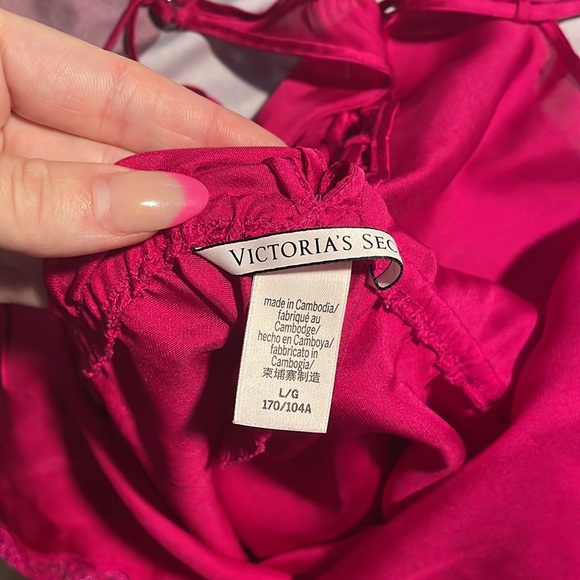 VICTORIA'S SEC
made in Cambodia/
fabriqué au
Cambodge/
hecho en Camboya/
fabbricato in
Cambogia/
柬埔寨制造
L/G
170/104A